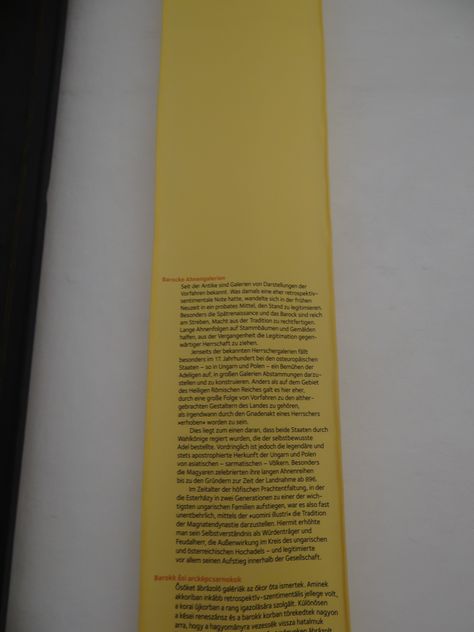 Barocke Ahnengalerien
Seit der Antike sind Galerien von Darstellungen der
Vorfahren bekannt. Was damals eine eher retrospektiv-
sentimentale Note hatte, wandelte sich in der frühen
Neuzeit in ein probates Mittel, den Stand zu legitimieren.
Besonders die Spätrenaissance und das Barock sind reich
am Streben, Macht aus der Tradition zu rechtfertigen.
Lange Ahnenfolgen auf Stammbäumen und Gemälden
halfen, aus der Vergangenheit die Legitimation gegen-
wärtiger Herrschaft zu ziehen.
Jenseits der bekannten Herrschergalerien fällt
besonders im 17. Jahrhundert bei den osteuropäischen
Staaten – so in Ungarn und Polen – ein Bemühen der
Adeligen auf, in großen Galerien Abstammungen darzu-
stellen und zu konstruieren. Anders als auf dem Gebiet
des Heiligen Römischen Reiches galt es hier eher,
durch eine große Folge von Vorfahren zu den alther-
gebrachten Gestaltern des Landes zu gehören,
als irgendwann durch den Gnadenakt eines Herrschers
»erhoben« worden zu sein.
Dies liegt zum einen daran, dass beide Staaten durch
Wahlkönige regiert wurden, die der selbstbewusste
Adel bestellte. Vordringlich ist jedoch die legendäre und
stets apostrophierte Herkunft der Ungarn und Polen
von asiatischen – sarmatischen – Völkern. Besonders
die Magyaren zelebrierten ihre langen Ahnenreihen
bis zu den Gründern zur Zeit der Landnahme ab 896.
Im Zeitalter der höfischen Prachtentfaltung, in der
die Esterházy in zwei Generationen zu einer der wich-
tigsten ungarischen Familien aufstiegen, war es also fast
unentbehrlich, mittels der »uomini illustri« die Tradition
der Magnatendynastie darzustellen. Hiermit erhöhte
man sein Selbstverständnis als Würdenträger und
Feudalherr, die Außenwirkung im Kreis des ungarischen
und österreichischen Hochadels – und legitimierte
vor allem seinen Aufstieg innerhalb der Gesellschaft.
Barokk ősi arcképcsarnokok
Ősöket ábrázoló galériák az ókor óta ismertek. Aminek
akkoriban inkább retrospektív-szentimentális jellege volt,
a korai újkorban a rang igazolására szolgált. Különösen
a kései reneszánsz és a barokk korban törekedtek nagyon
arra, hogy a hagyományra vezessék vissza hatalmuk